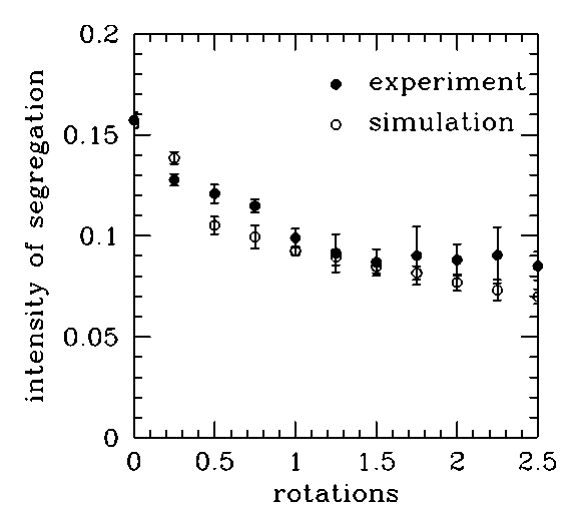 0.2
experiment
0.15
simulation
intensity of segregation
0.1
0.05
0
0 0.5 1 1.5 2 2.5
rotations